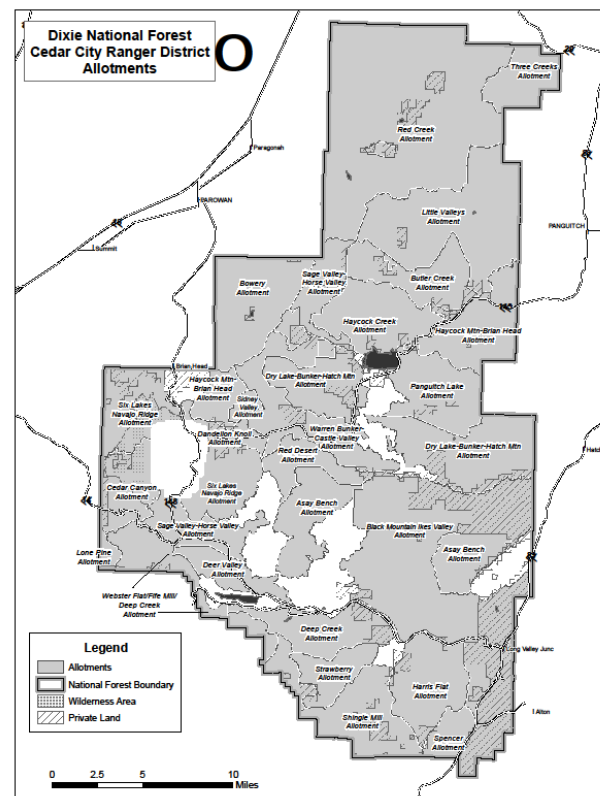 Dixie National Forest
Cedar City Ranger District
Allotments
O
Three Creeks
Allotment
Red Creek
Allotment
Paragonah
PAROWAN
Summit
Little Valleys
Allotment
PANGUITCH
Sage Valley-
Horse Valley
Allotment
Butler Creek
Allotment
Bowery
Allotment
Haycock Creek
Allotment
Haycock Mtn-Brian Head
Allotment
Brian Head
Haycock Mtn-
Brian Head
Allotment
Dry Lake-Bunker-Hatch Mtn
Allotment
Panguitch Lake
Allotment
Sidney
Valley
Allotment
Six Lakes
Navajo Ridge
Allotment
Dandelion Knoll
Allotment
Warren Bunker-
Castle-Valley
Allotment
Red Desert
Allotment
Dry Lake-Bunker-Hatch Mtn
Allotment
Hatch
Cedar Canyon
Allotment
Six Lakes
Navajo Ridge
Allotment
Asay Bench
Allotment
Sage Valley-Horse Valley
Allotment
Black Mountain Ikes Valley
Allotment
Asay Bench
Allotment
Lone Pine
Allotment
Deer Valley
Allotment
Webster Flat/Fife Mill/
Deep Creek
Allotment
Deep Creek
Allotment
Long Valley Junc
Strawberry
Allotment
Harris Flat
Allotment
Alton
Shingle Mill
Allotment
Spencer
Allotment
Legend
Allotments
National Forest Boundary
Wilderness Area
Private Land
0 2.5 5 10
Miles